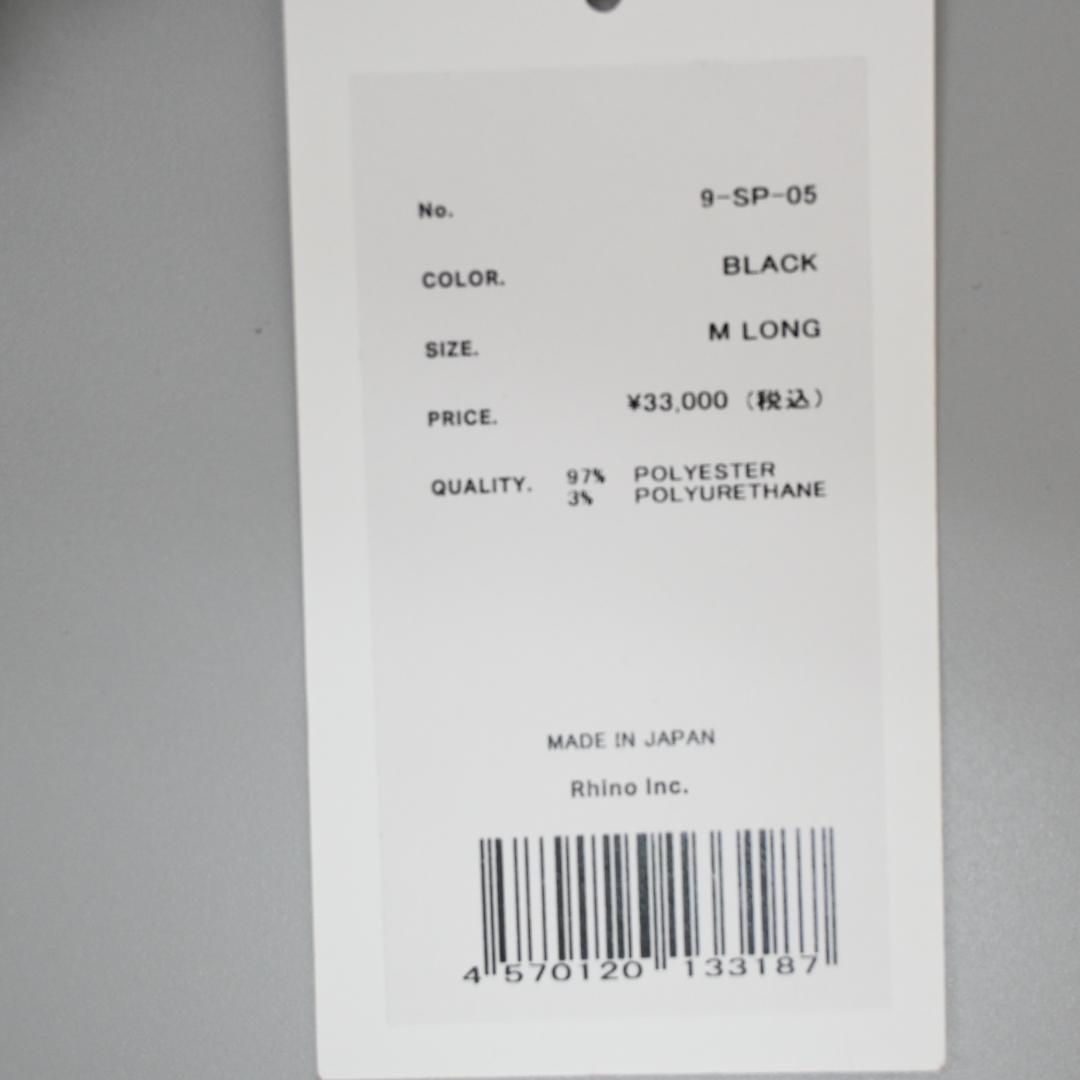 No. 9-SP-05
COLOR. BLACK
SIZE. M LONG
PRICE. ¥33,000 (税込)
QUALITY. 97% POLYESTER
3% POLYURETHANE
MADE IN JAPAN
Rhino Inc.
4 570120 133187